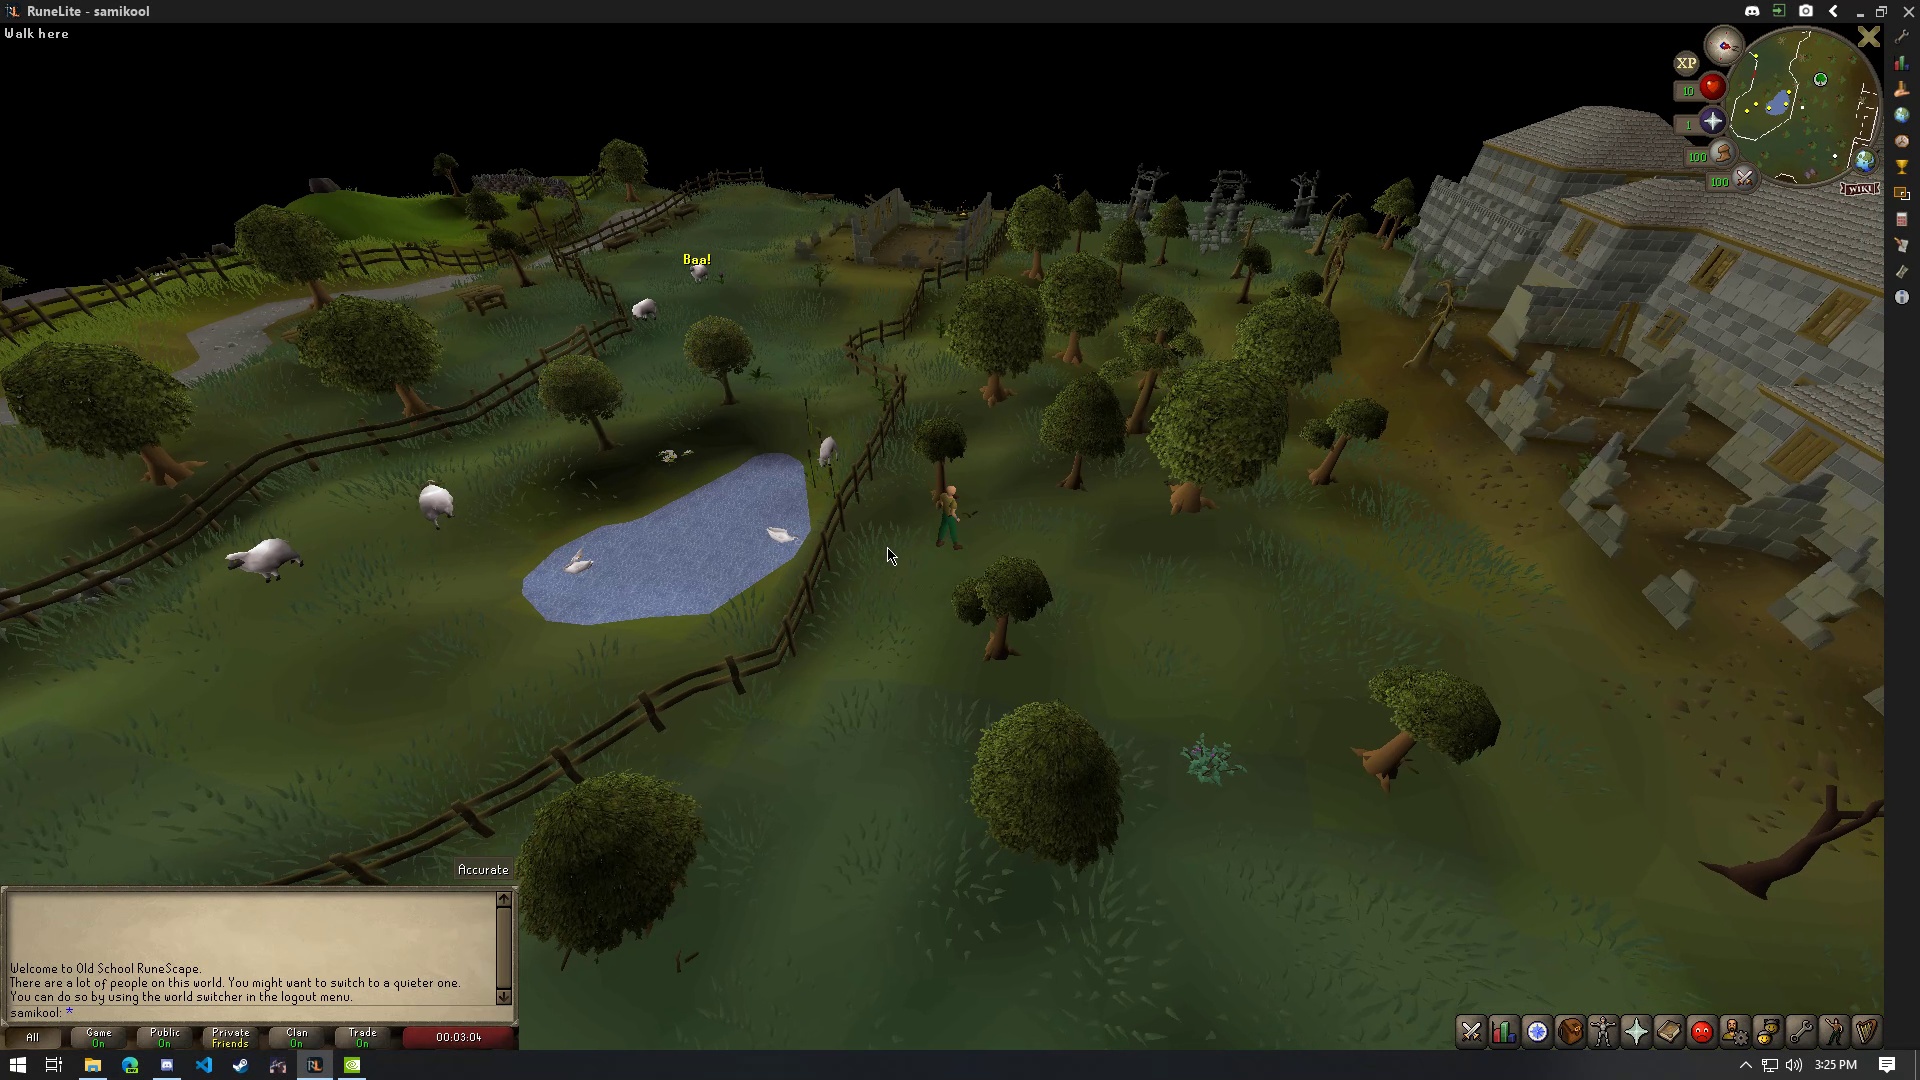 RuneLite - samikool
Walk here
XP
10
1
100
100
WIKI
Baa!
Accurate
Welcome to Old School RuneScape.
There are a lot of people on this world. You might want to switch to a quieter one.
You can do so by using the world switcher in the logout menu.
samikool: *
All
Game
On
Public
On
Private
Friends
Clan
On
Trade
On
00:03:04
3:25 PM